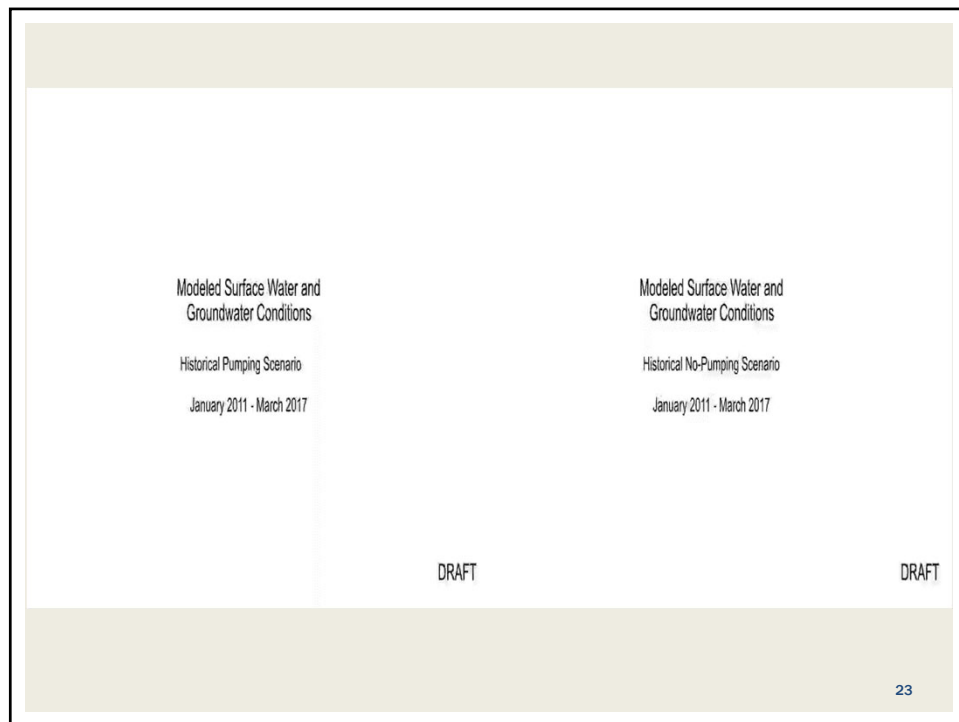 Modeled Surface Water and
Groundwater Conditions
Historical Pumping Scenario
January 2011 - March 2017
DRAFT
Modeled Surface Water and
Groundwater Conditions
Historical No-Pumping Scenario
January 2011 - March 2017
DRAFT
23